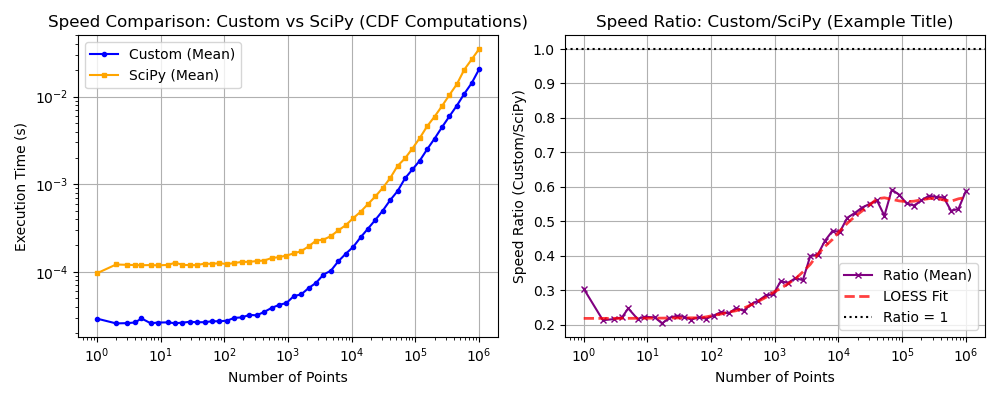 Speed Comparison: Custom vs SciPy (CDF Computations)
Custom (Mean)
SciPy (Mean)
Execution Time (s)
10⁻²
10⁻³
10⁻⁴
10⁰ 10¹ 10² 10³ 10⁴ 10⁵ 10⁶
Number of Points
Speed Ratio: Custom/SciPy (Example Title)
Speed Ratio (Custom/SciPy)
1.0
0.9
0.8
0.7
0.6
0.5
0.4
0.3
0.2
Ratio (Mean)
LOESS Fit
Ratio = 1
10⁰ 10¹ 10² 10³ 10⁴ 10⁵ 10⁶
Number of Points